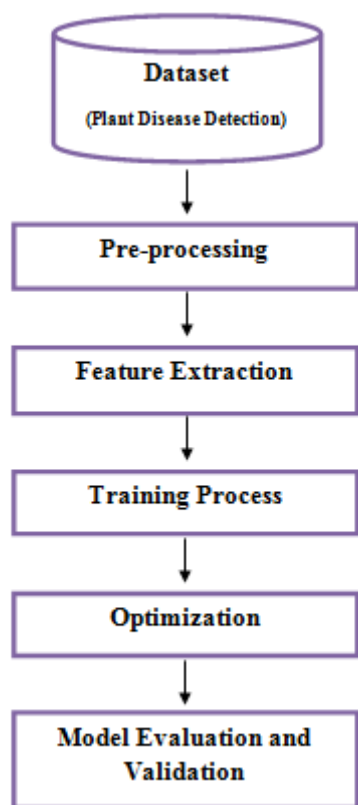 Dataset
(Plant Disease Detection)
Pre-processing
Feature Extraction
Training Process
Optimization
Model Evaluation and
Validation